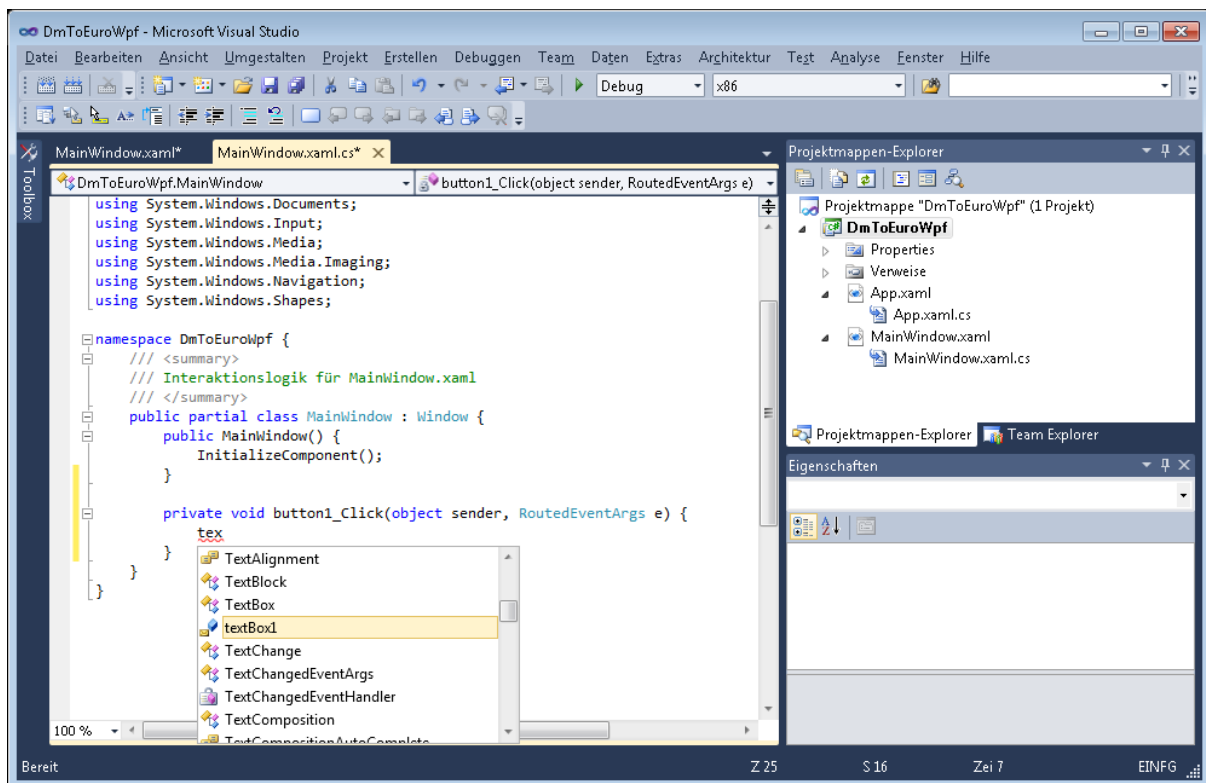 DmToEuroWpf - Microsoft Visual Studio
Datei Bearbeiten Ansicht Umgestalten Projekt Erstellen Debuggen Team Daten Extras Architektur Test Analyse Fenster Hilfe
Debug x86
MainWindow.xaml* MainWindow.xaml.cs*
Toolbox
DmToEuroWpf.MainWindow button1_Click(object sender, RoutedEventArgs e)
using System.Windows.Documents;
using System.Windows.Input;
using System.Windows.Media;
using System.Windows.Media.Imaging;
using System.Windows.Navigation;
using System.Windows.Shapes;
namespace DmToEuroWpf {
/// <summary>
/// Interaktionslogik für MainWindow.xaml
/// </summary>
public partial class MainWindow : Window {
public MainWindow() {
InitializeComponent();
}
private void button1_Click(object sender, RoutedEventArgs e) {
tex
}
}
}
TextAlignment
TextBlock
TextBox
textBox1
TextChange
TextChangedEventArgs
TextChangedEventHandler
TextComposition
TextCompositionAutoComplete
100 %
Projektmappen-Explorer
Projektmappe "DmToEuroWpf" (1 Projekt)
DmToEuroWpf
Properties
Verweise
App.xaml
App.xaml.cs
MainWindow.xaml
MainWindow.xaml.cs
Projektmappen-Explorer Team Explorer
Eigenschaften
Bereit Z 25 S 16 Zei 7 EINFG